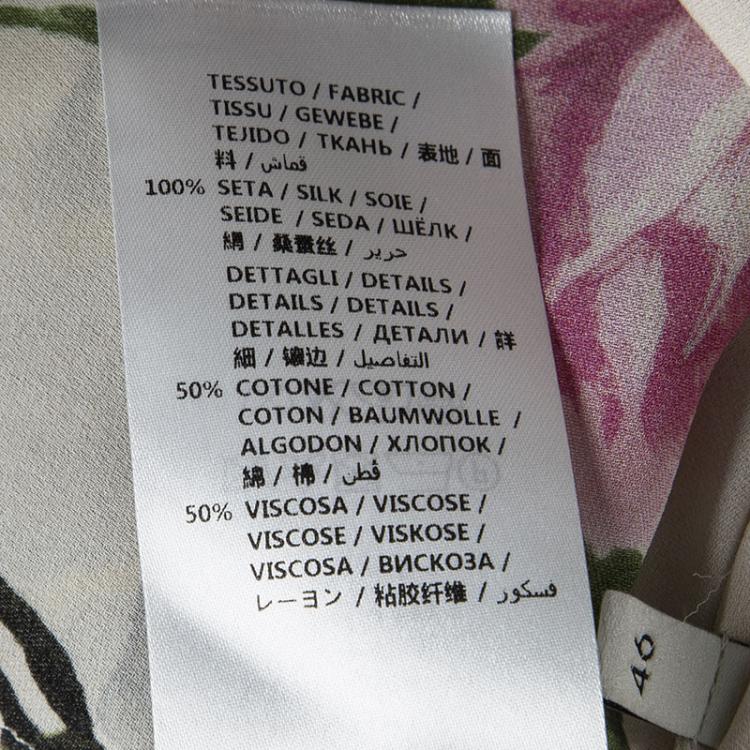 TESSUTO / FABRIC /
TISSU / GEWEBE /
TEJIDO / ТКАНЬ / 表地 / 面
料 / قماش
100% SETA / SILK / SOIE /
SEIDE / SEDA / ШЁЛК /
網 / 桑蚕丝 / حرير
DETTAGLI / DETAILS /
DETAILS / DETAILS /
DETALLES / ДЕТАЛИ / 詳
細 / 镶边 / التفاصيل
50% COTONE / COTTON /
COTON / BAUMWOLLE /
ALGODON / ХЛОПОК /
綿 / 棉 / قطن
50% VISCOSA / VISCOSE /
VISCOSE / VISKOSE /
VISCOSA / ВИСКОЗА /
レーヨン / 粘胶纤维 / فسكور
46